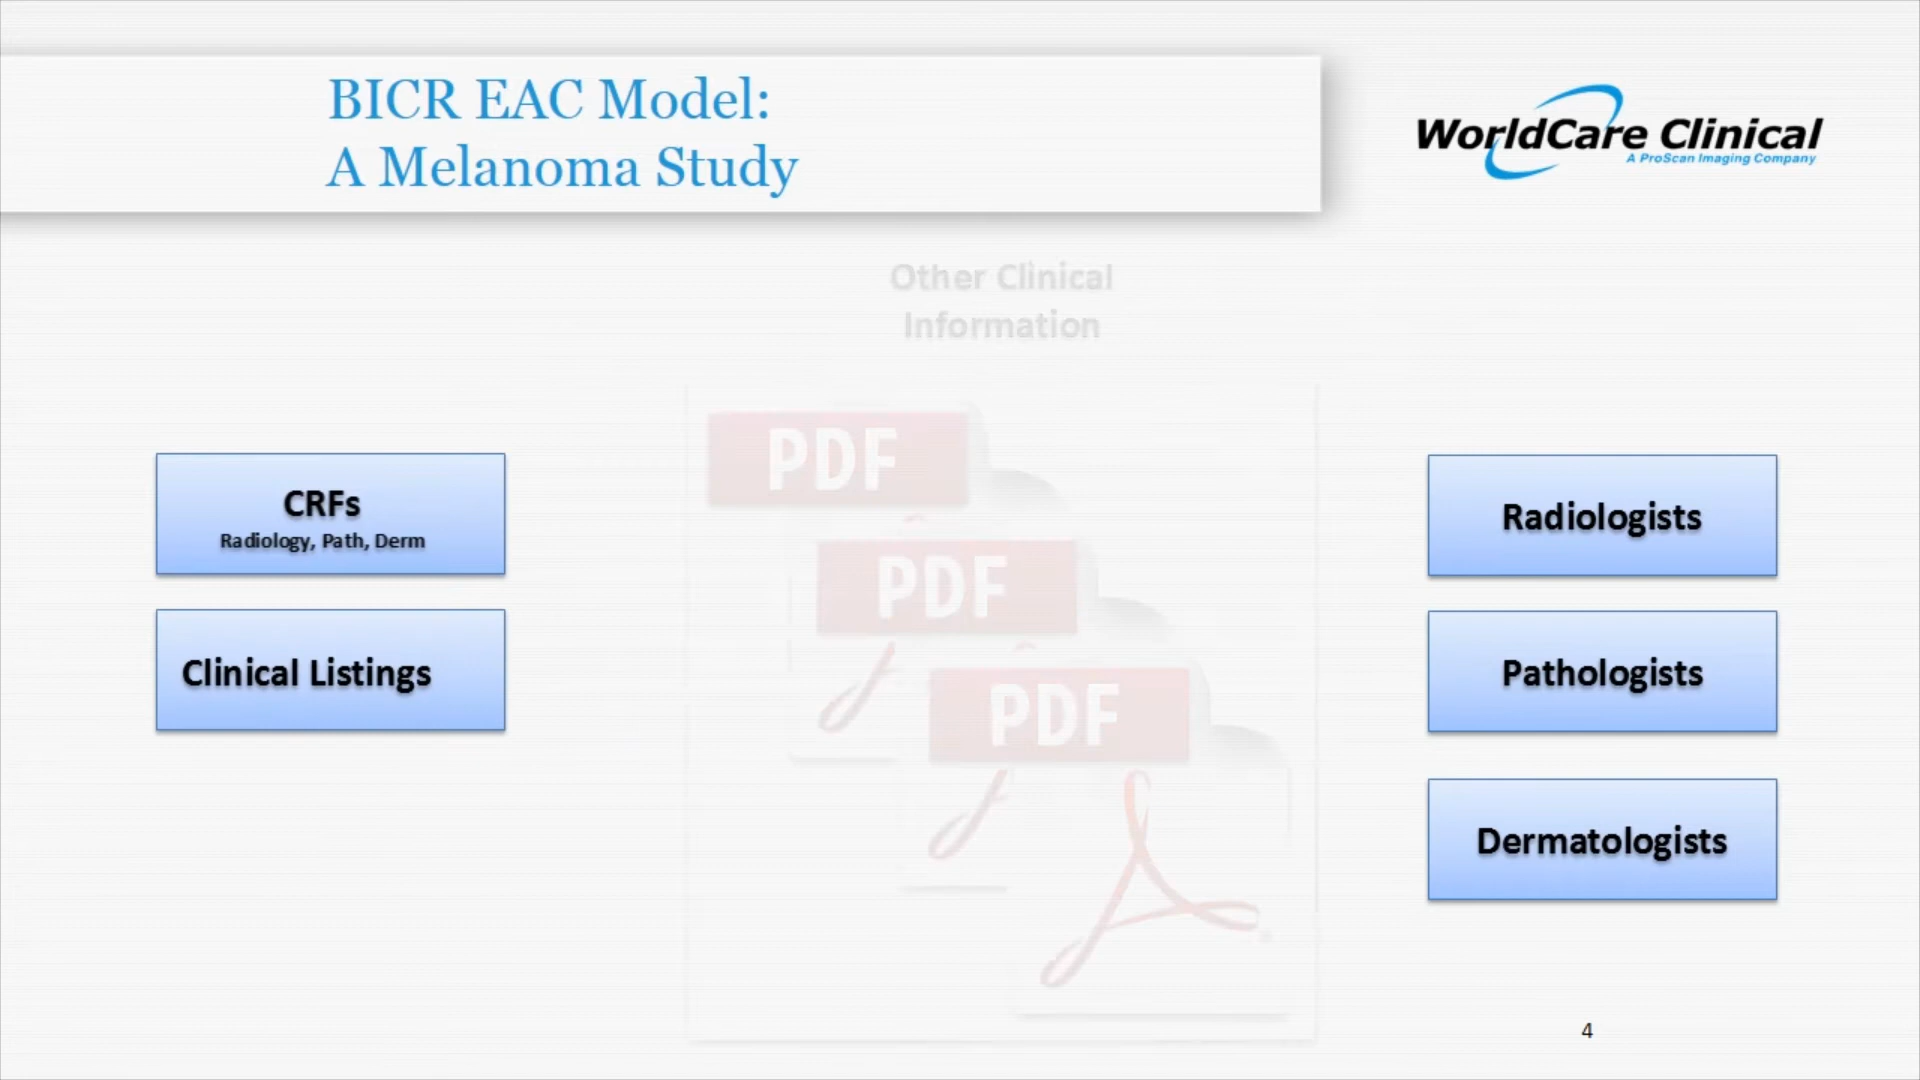 BICR EAC Model:
A Melanoma Study
WorldCare Clinical
A ProScan Imaging Company
Other Clinical
Information
PDF
PDF
PDF
CRFs
Radiology, Path, Derm
Clinical Listings
Radiologists
Pathologists
Dermatologists
4